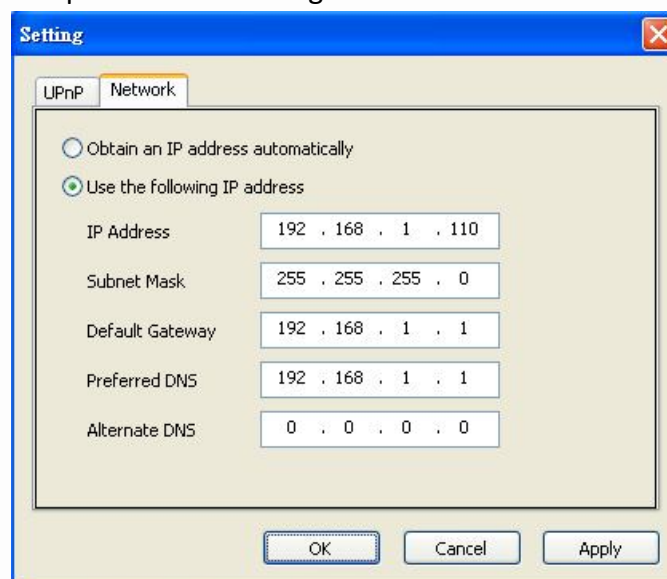 Setting
UPnP Network
Obtain an IP address automatically
Use the following IP address
IP Address 192 . 168 . 1 . 110
Subnet Mask 255 . 255 . 255 . 0
Default Gateway 192 . 168 . 1 . 1
Preferred DNS 192 . 168 . 1 . 1
Alternate DNS 0 . 0 . 0 . 0
OK Cancel Apply